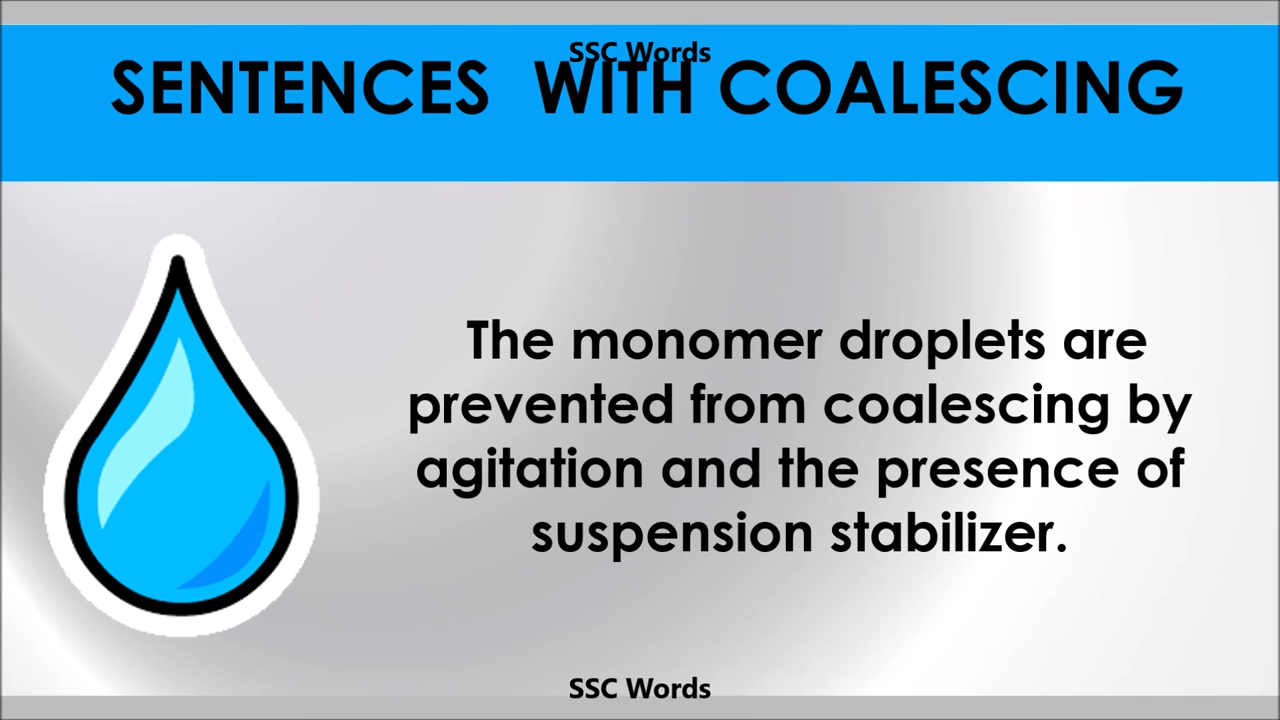 SSC Words
SENTENCES WITH COALESCING
The monomer droplets are
prevented from coalescing by
agitation and the presence of
suspension stabilizer.
SSC Words